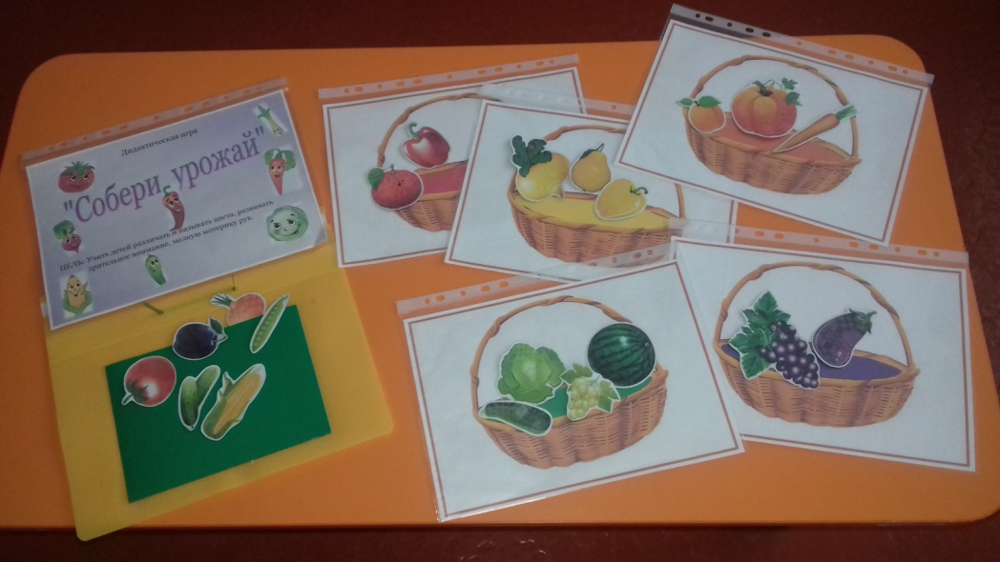 Дидактическая игра
"Собери урожай"
ЦЕЛЬ: Учить детей различать и называть цвета, развивать
зрительное внимание, мелкую моторику рук.